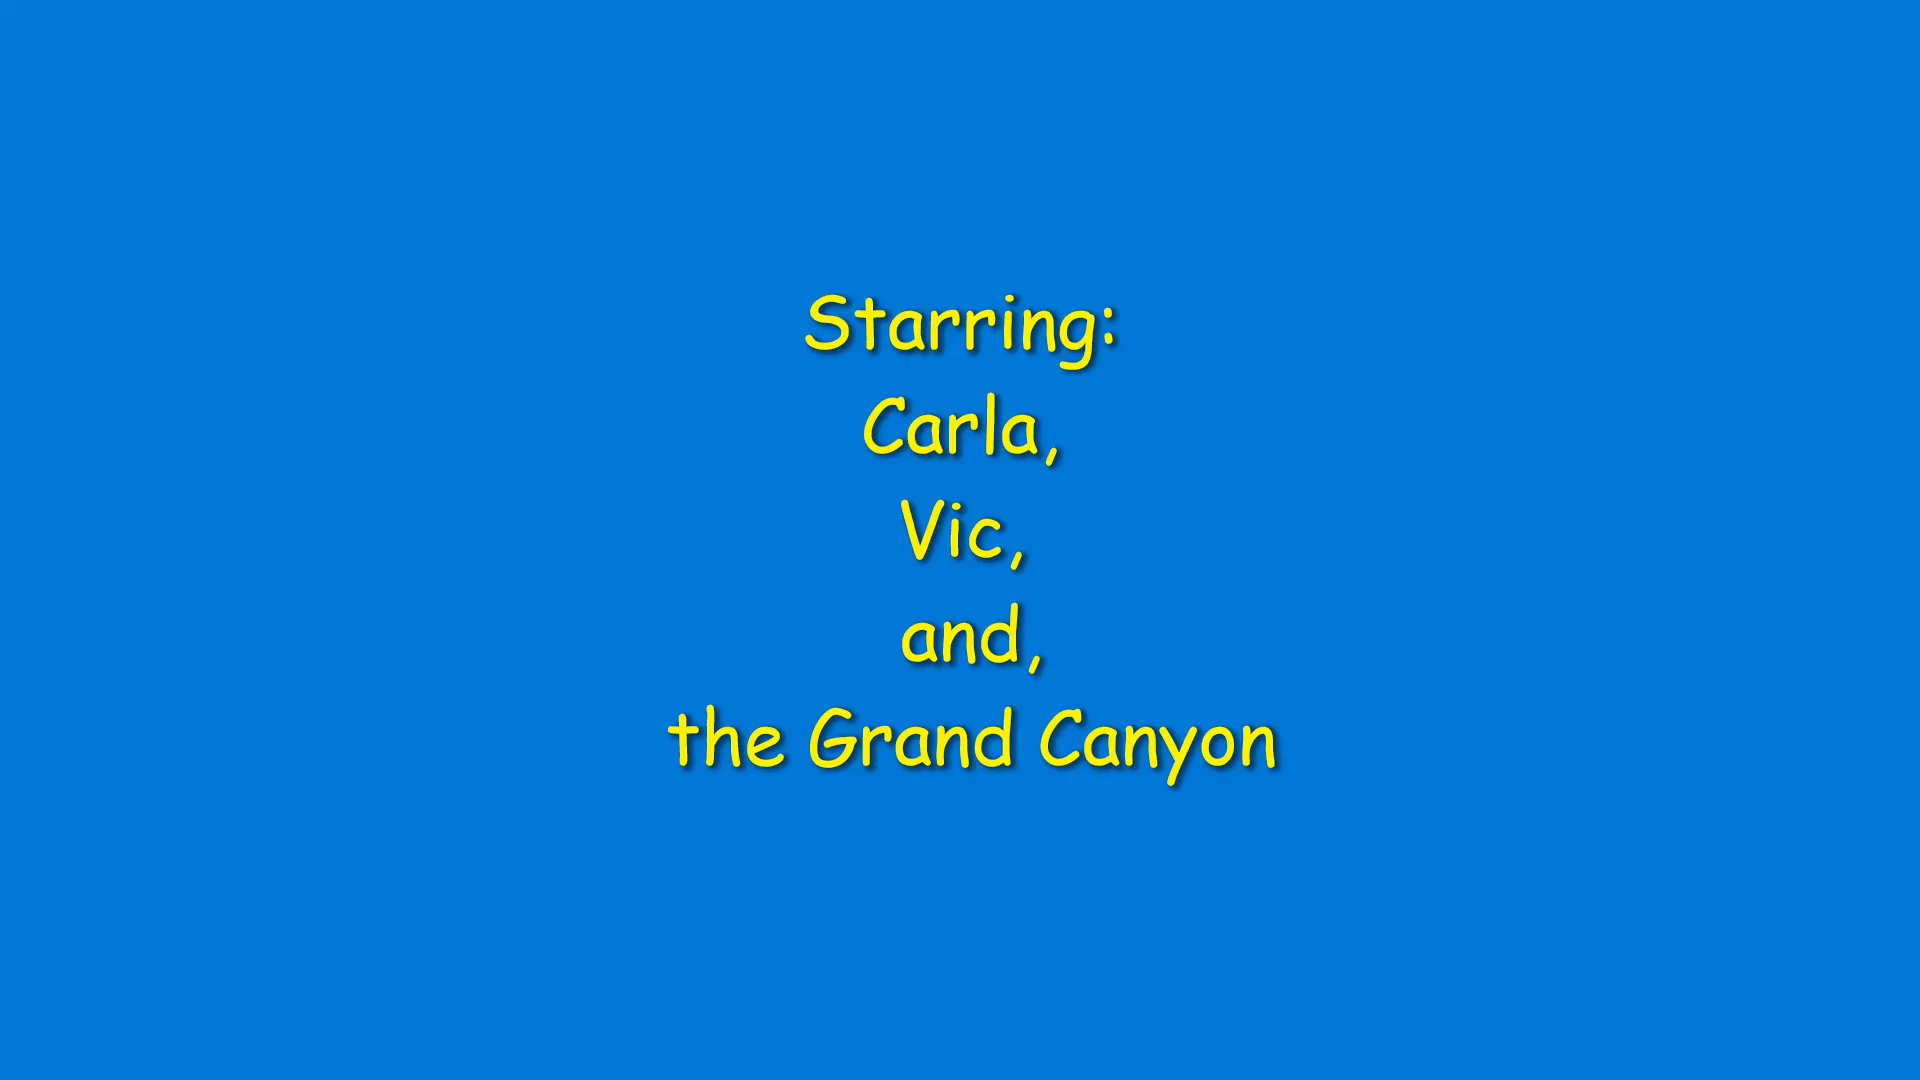 Starring:
Carla,
Vic,
and,
the Grand Canyon